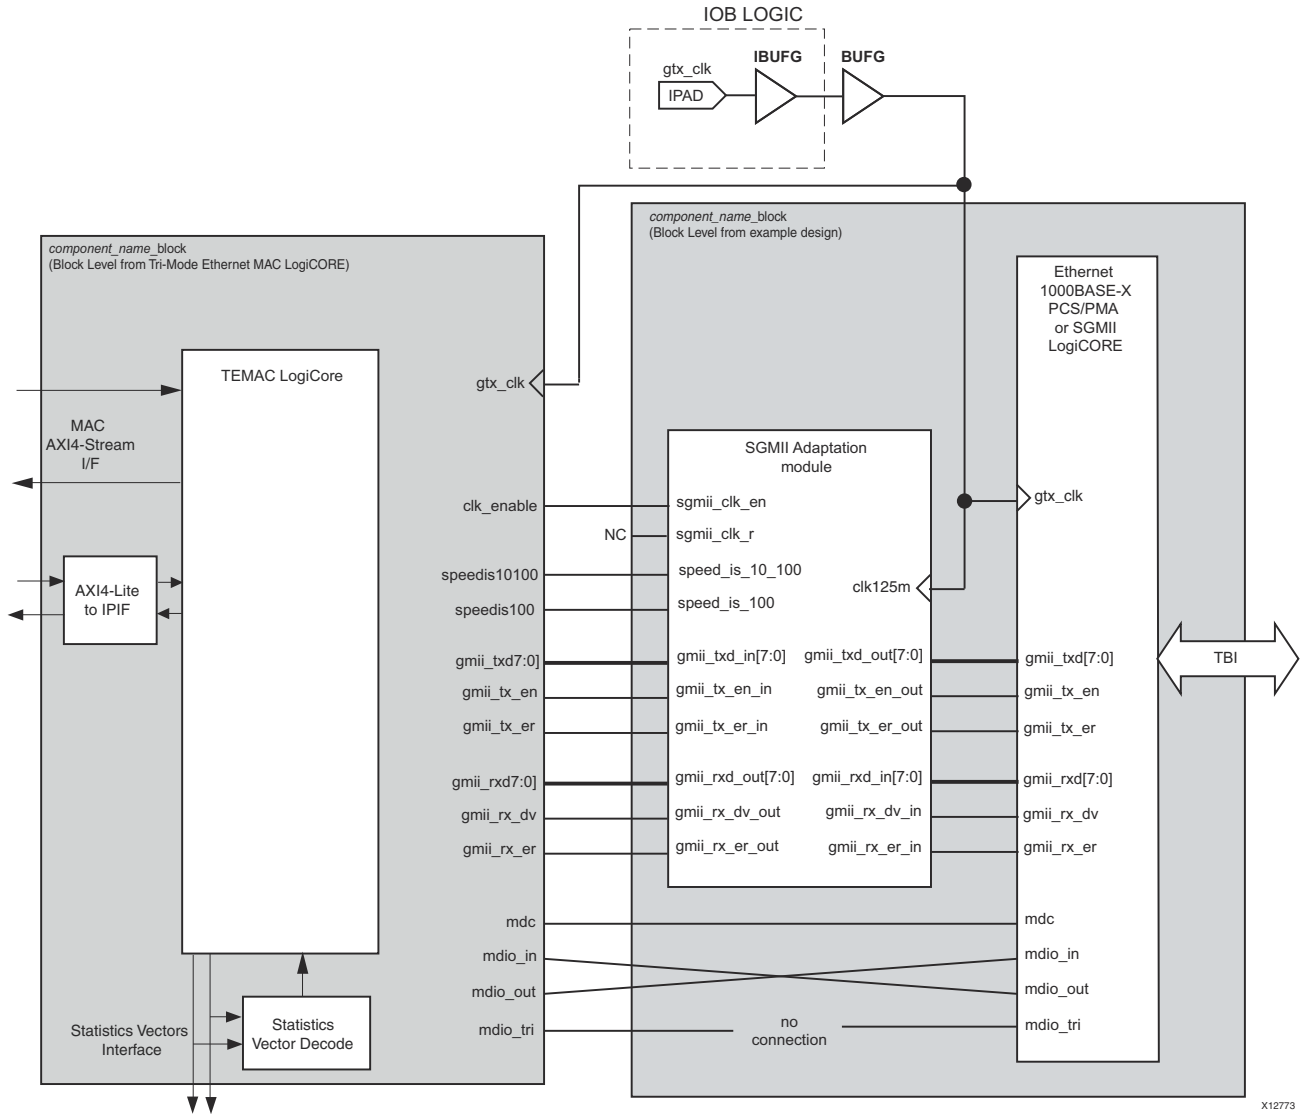 IOB LOGIC
gtx_clk
IBUFG
BUFG
IPAD
component_name_block
(Block Level from Tri-Mode Ethernet MAC LogiCORE)
component_name_block
(Block Level from example design)
Ethernet
1000BASE-X
PCS/PMA
or SGMII
LogiCORE
TEMAC LogiCore
gtx_clk
MAC
AXI4-Stream
I/F
SGMII Adaptation
module
gtx_clk
clk_enable
sgmii_clk_en
NC
sgmii_clk_r
speedis10100
speed_is_10_100
clk125m
speedis100
speed_is_100
AXI4-Lite
to IPIF
gmii_txd7:0]
gmii_txd_in[7:0]
gmii_txd_out[7:0]
gmii_txd[7:0]
TBI
gmii_tx_en
gmii_tx_en_in
gmii_tx_en_out
gmii_tx_en
gmii_tx_er
gmii_tx_er_in
gmii_tx_er_out
gmii_tx_er
gmii_rxd7:0]
gmii_rxd_out[7:0]
gmii_rxd_in[7:0]
gmii_rxd[7:0]
gmii_rx_dv
gmii_rx_dv_out
gmii_rx_dv_in
gmii_rx_dv
gmii_rx_er
gmii_rx_er_out
gmii_rx_er_in
gmii_rx_er
mdc
mdc
mdio_in
mdio_in
mdio_out
mdio_out
mdio_tri
no
connection
mdio_tri
Statistics Vectors
Interface
Statistics
Vector Decode
X12773